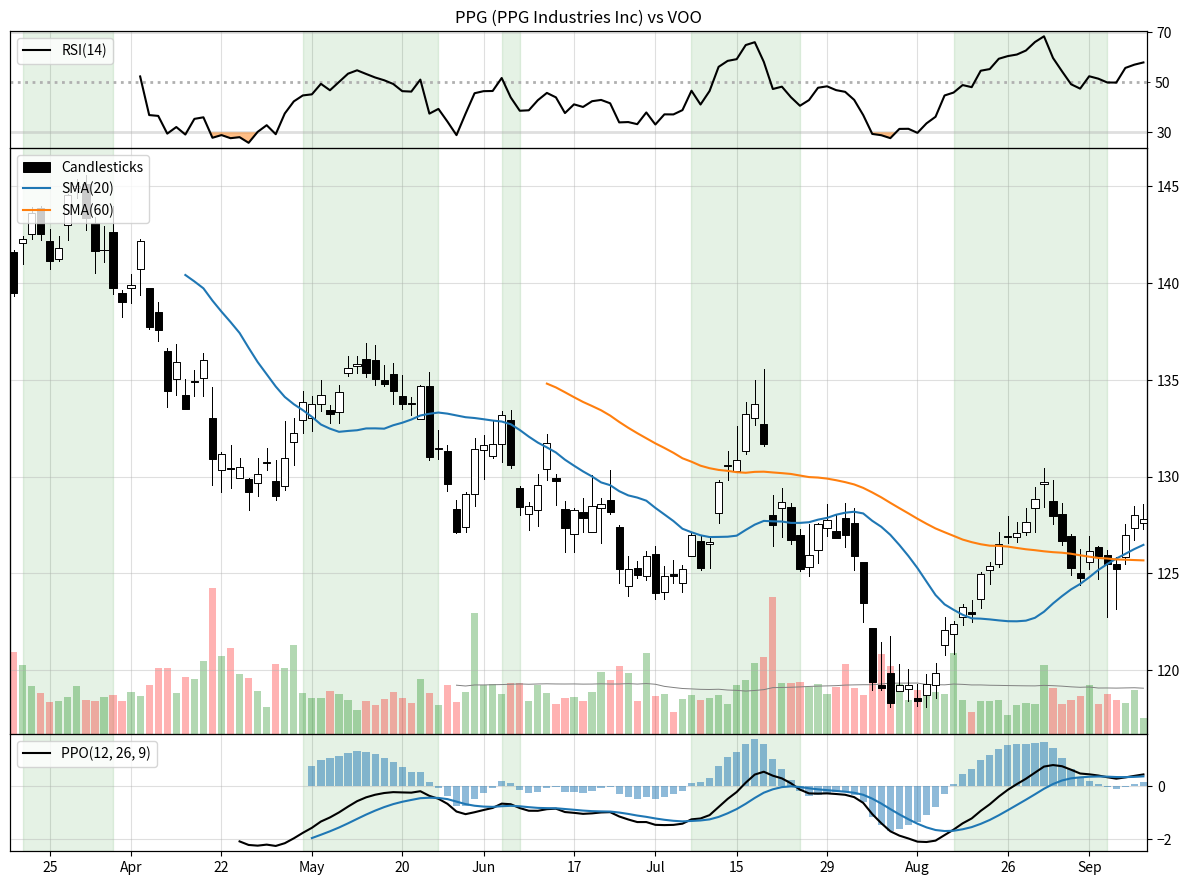 PPG (PPG Industries Inc) vs VOO
RSI(14)
70
50
30
Candlesticks
SMA(20)
SMA(60)
145
140
135
130
125
120
PPO(12, 26, 9)
0
−2
25 Apr 22 May 20 Jun 17 Jul 15 29 Aug 26 Sep